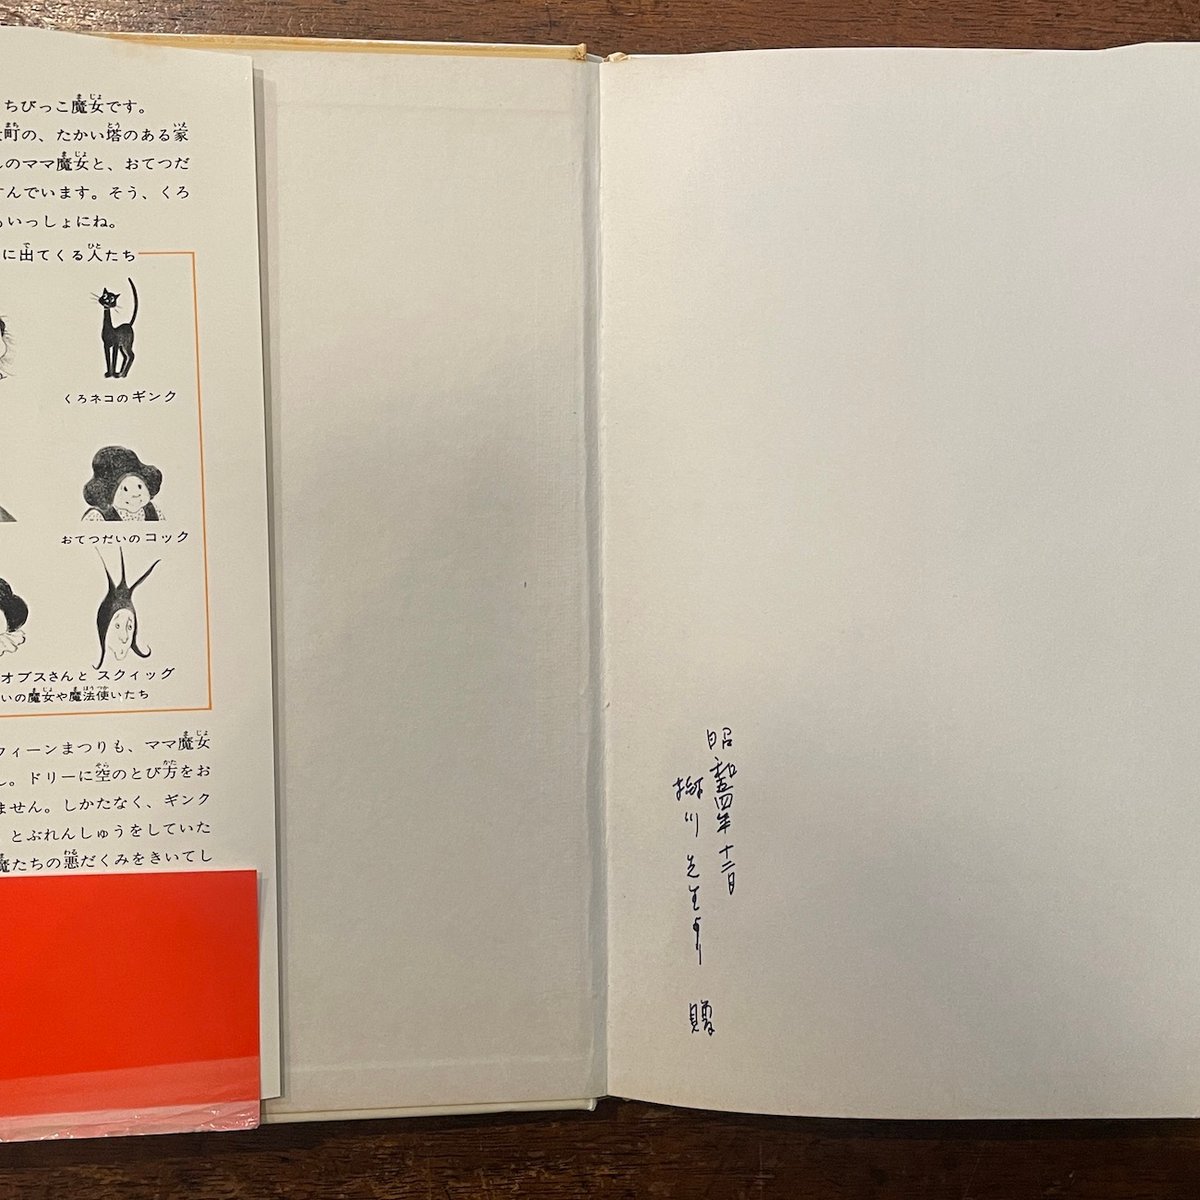 ちびっこ魔女です。
町の、たかい塔のある家
のママ魔女と、おてつだ
んでいます。そう、くろ
いっしょにね。
に出てくる人たち
くろネコのギンク
おてつだいのコック
オブスさんと スクィッグ
いの魔女や魔法使いたち
フィーンまつりも、ママ魔女
ん。ドリーに空のとび方をお
ません。しかたなく、ギンク
とぶれんしゅうをしていた
魔たちの悪だくみをきいてし
昭和五四年
柳川先生より 贈